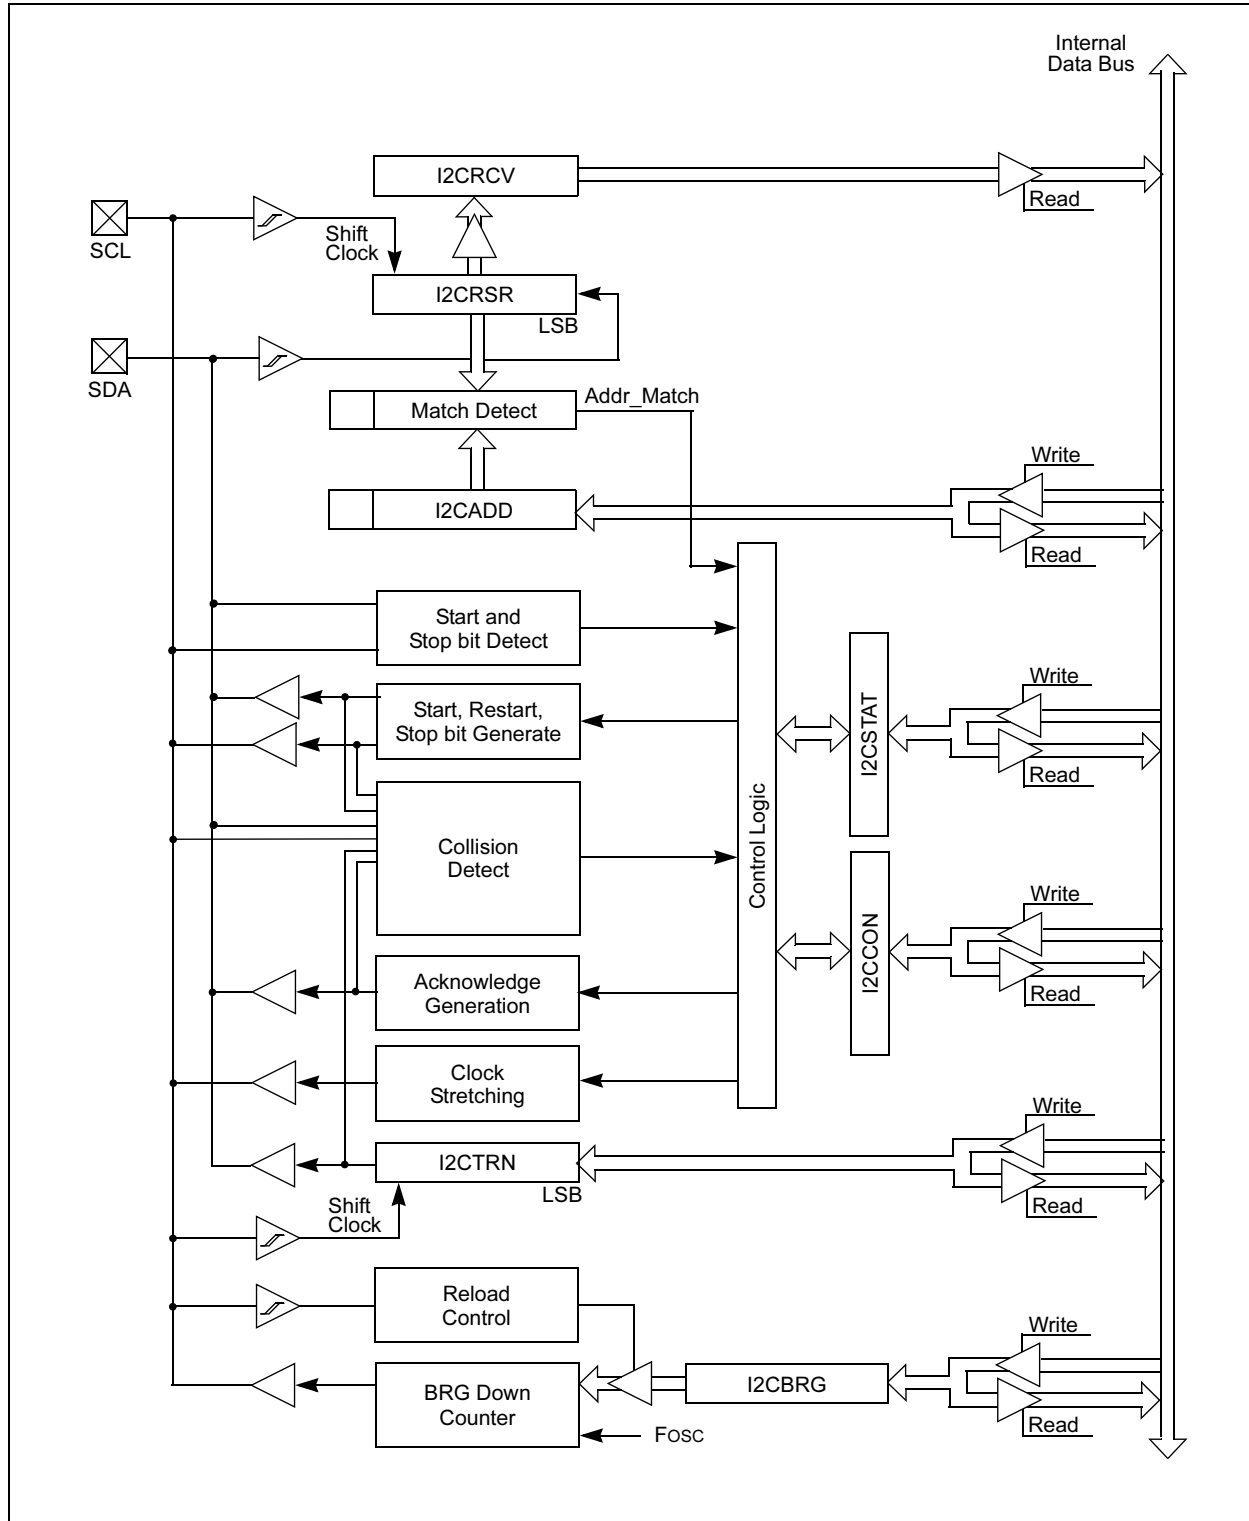 Internal
Data Bus
I2CRCV
Read
SCL
Shift
Clock
I2CRSR
LSB
SDA
Match Detect
Addr_Match
Write
I2CADD
Read
Start and
Stop bit Detect
Write
Start, Restart,
Stop bit Generate
I2CSTAT
Read
Control Logic
Collision
Detect
Write
I2CCON
Acknowledge
Generation
Read
Clock
Stretching
Write
I2CTRN
LSB
Read
Shift
Clock
Reload
Control
Write
BRG Down
Counter
I2CBRG
Read
FOSC